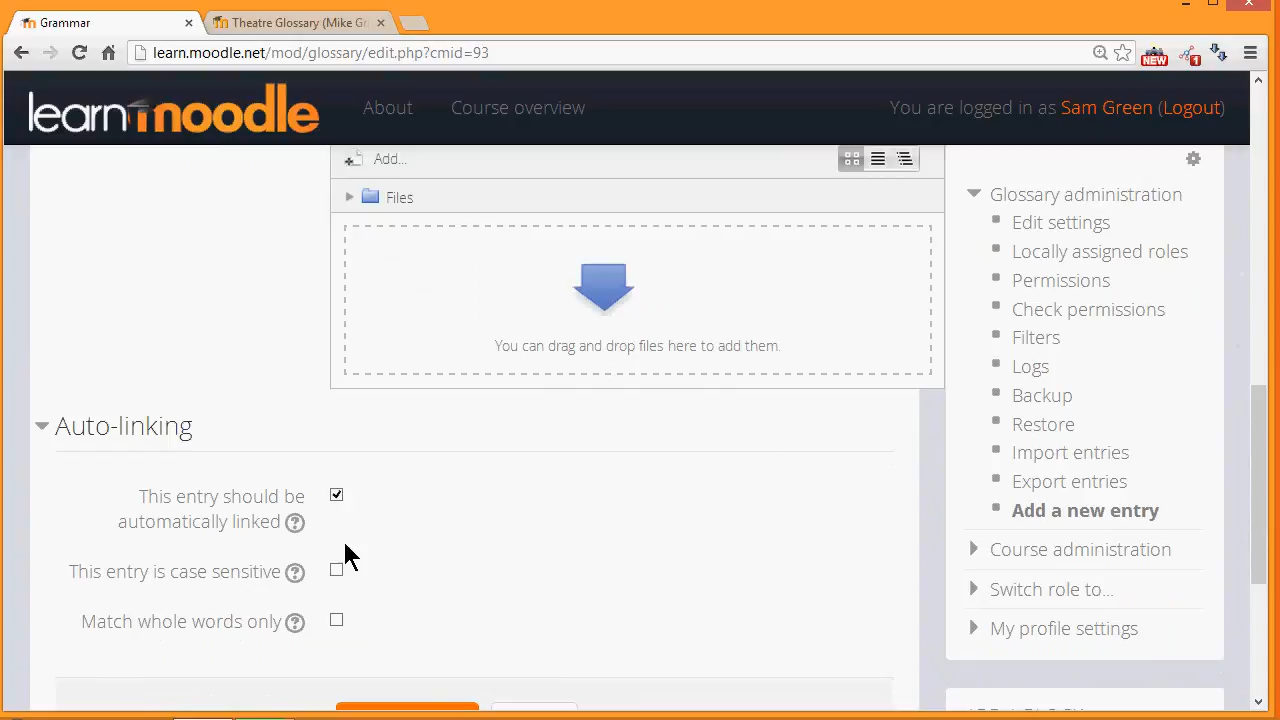 Grammar
Theatre Glossary (Mike Gr
learn.moodle.net/mod/glossary/edit.php?cmid=93
NEW
1
learn moodle
About
Course overview
You are logged in as Sam Green (Logout)
Add...
Files
You can drag and drop files here to add them.
Auto-linking
This entry should be
automatically linked
This entry is case sensitive
Match whole words only
Glossary administration
Edit settings
Locally assigned roles
Permissions
Check permissions
Filters
Logs
Backup
Restore
Import entries
Export entries
Add a new entry
Course administration
Switch role to...
My profile settings